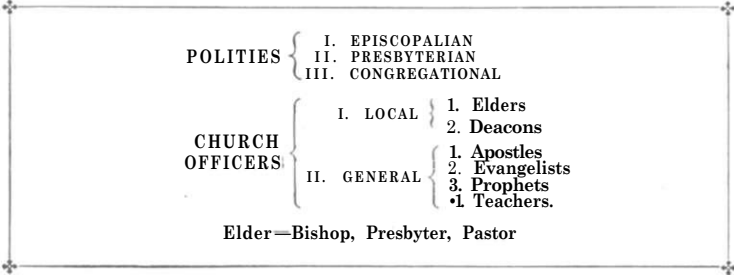 POLITIES
I. EPISCOPALIAN
II. PRESBYTERIAN
III. CONGREGATIONAL
CHURCH OFFICERS
I. LOCAL
1. Elders
2. Deacons
II. GENERAL
1. Apostles
2. Evangelists
3. Prophets
•1. Teachers.
Elder=Bishop, Presbyter, Pastor